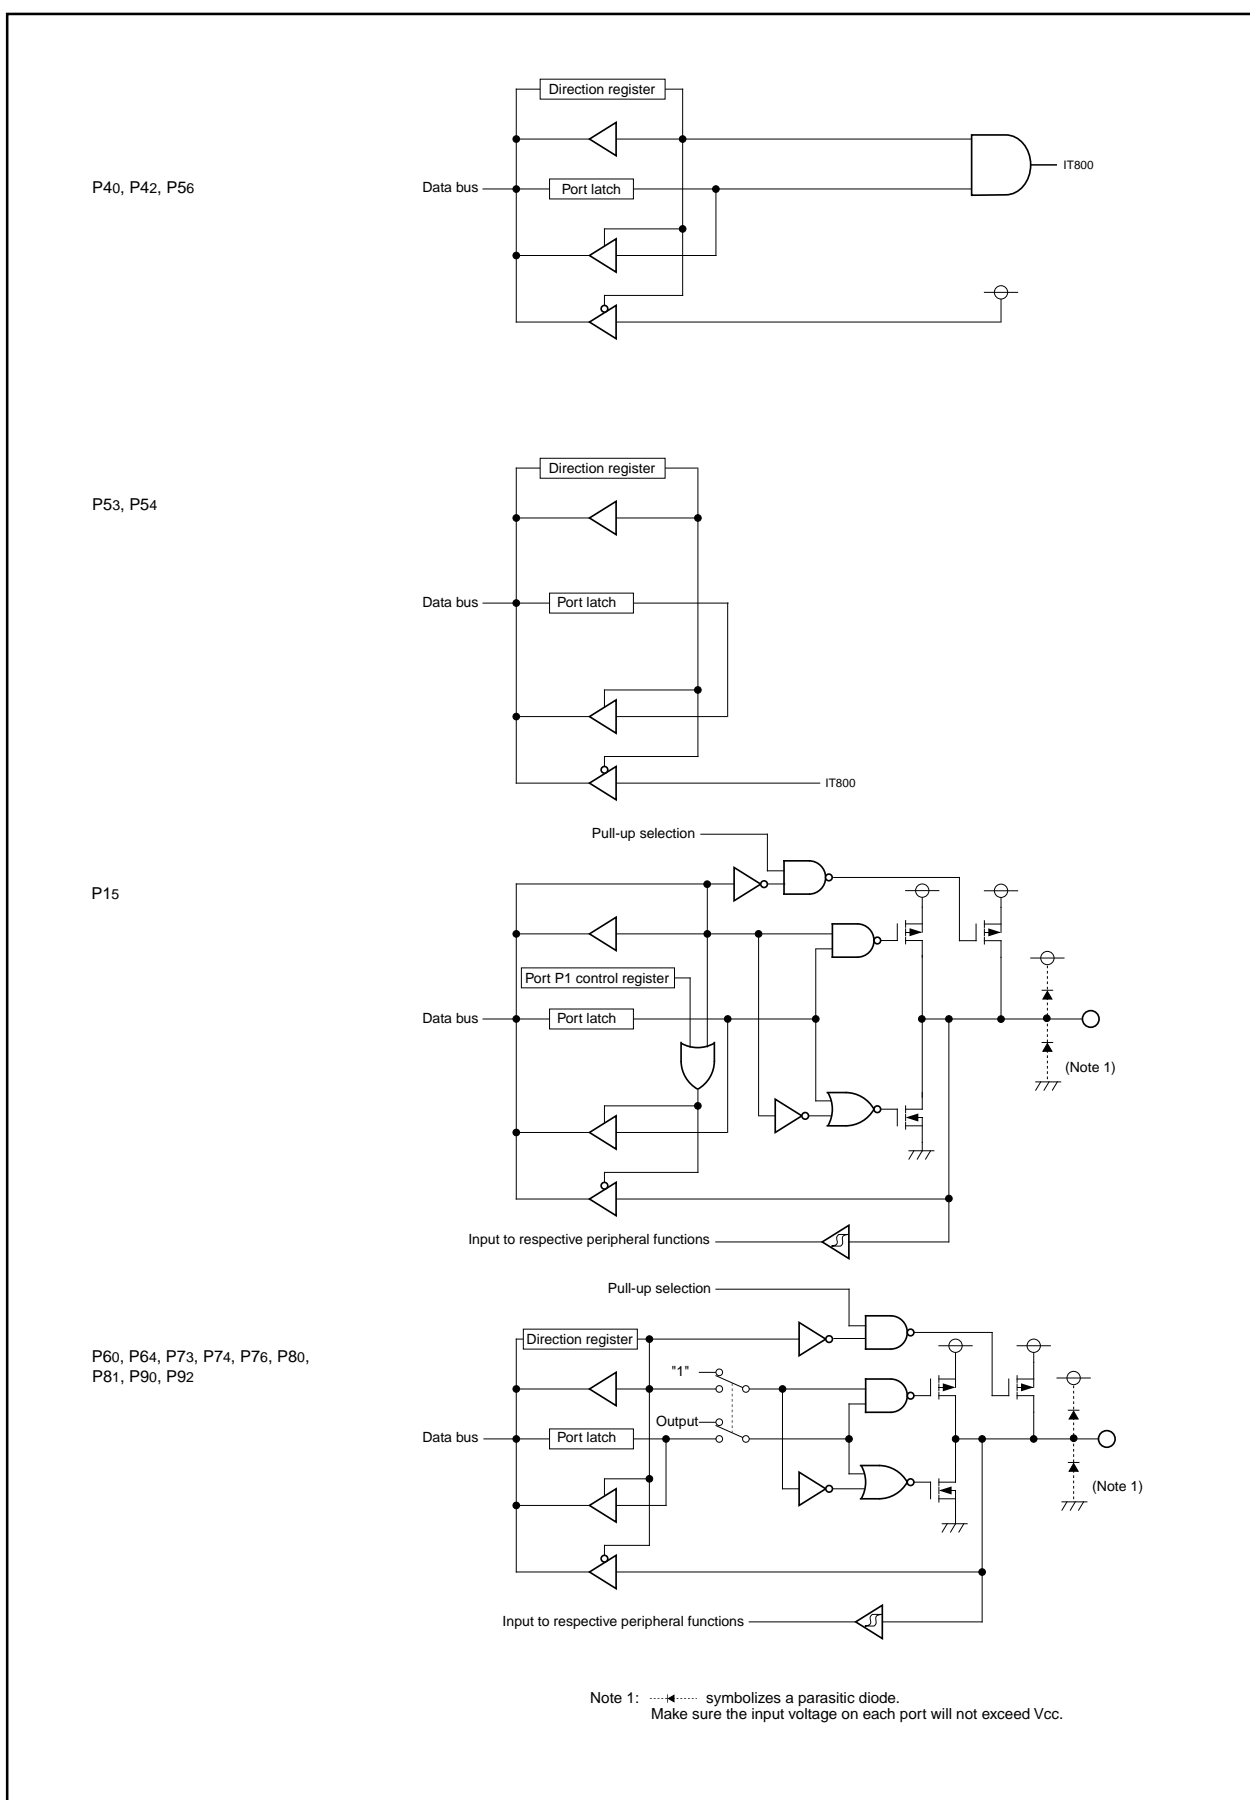 Direction register
P40, P42, P56
Data bus
Port latch
IT800
Direction register
P53, P54
Data bus
Port latch
IT800
Pull-up selection
P15
Port P1 control register
Data bus
Port latch
(Note 1)
Input to respective peripheral functions
Pull-up selection
Direction register
P60, P64, P73, P74, P76, P80,
P81, P90, P92
"1"
Output
Data bus
Port latch
(Note 1)
Input to respective peripheral functions
Note 1: symbolizes a parasitic diode.
Make sure the input voltage on each port will not exceed Vcc.